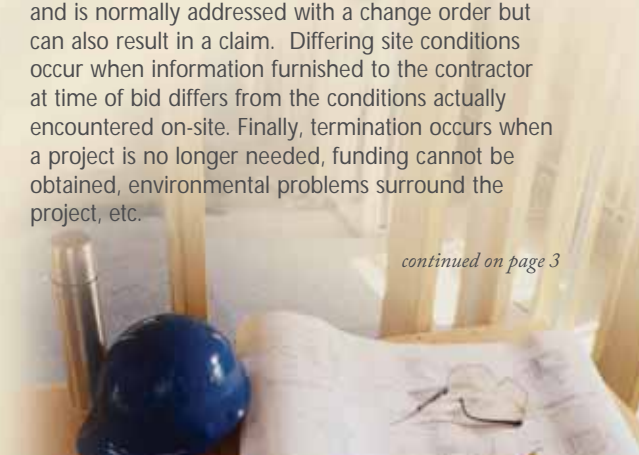 and is normally addressed with a change order but
can also result in a claim.  Differing site conditions
occur when information furnished to the contractor
at time of bid differs from the conditions actually
encountered on-site. Finally, termination occurs when
a project is no longer needed, funding cannot be
obtained, environmental problems surround the
project, etc.
continued on page 3